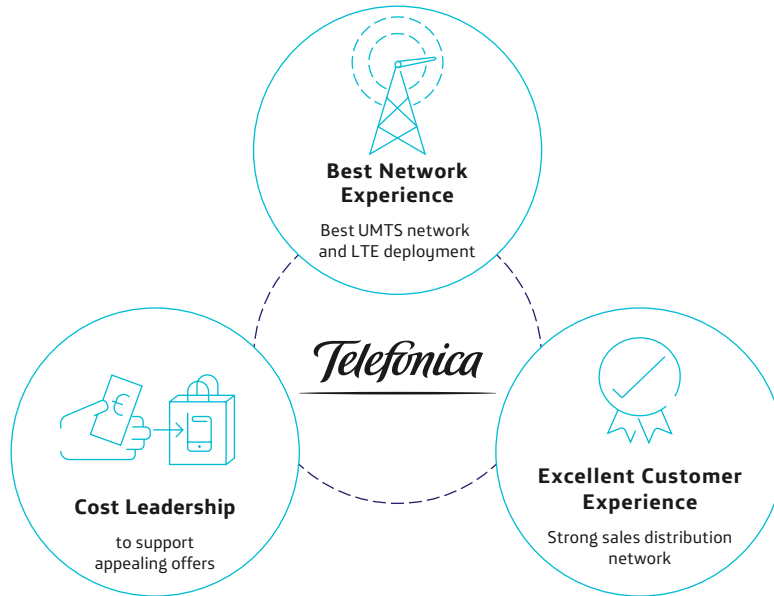 Best Network
Experience
Best UMTS network
and LTE deployment
Telefónica
€
Cost Leadership
to support
appealing offers
Excellent Customer
Experience
Strong sales distribution
network